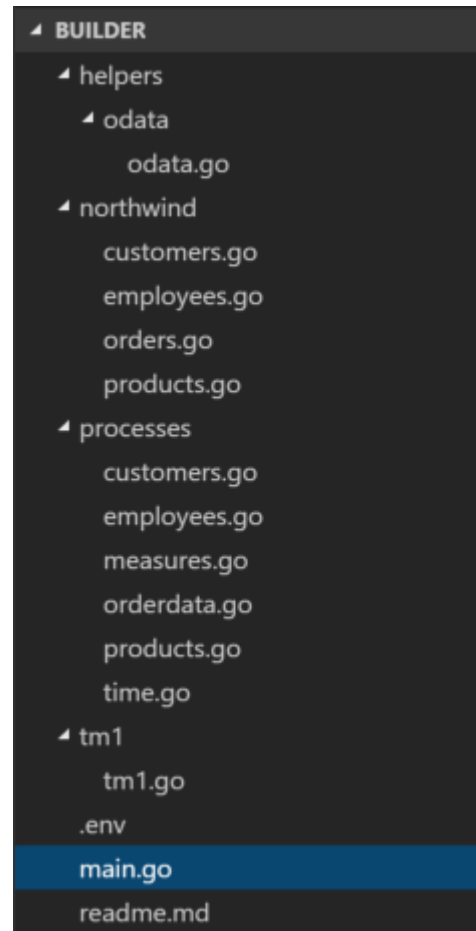 BUILDER
helpers
odata
odata.go
northwind
customers.go
employees.go
orders.go
products.go
processes
customers.go
employees.go
measures.go
orderdata.go
products.go
time.go
tm1
tm1.go
.env
main.go
readme.md